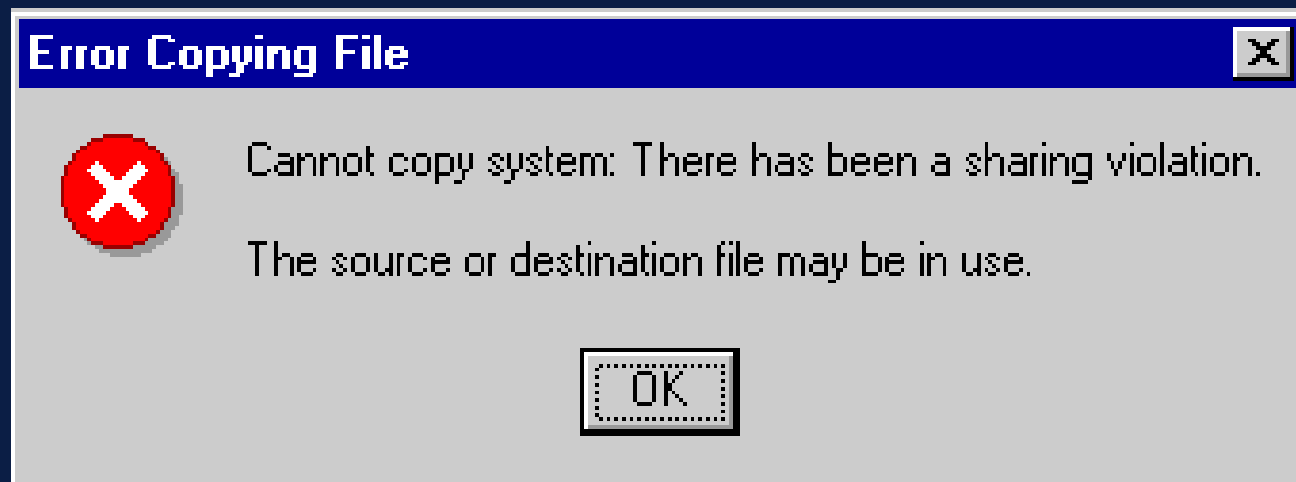 Error Copying File
Cannot copy system: There has been a sharing violation.
The source or destination file may be in use.
OK